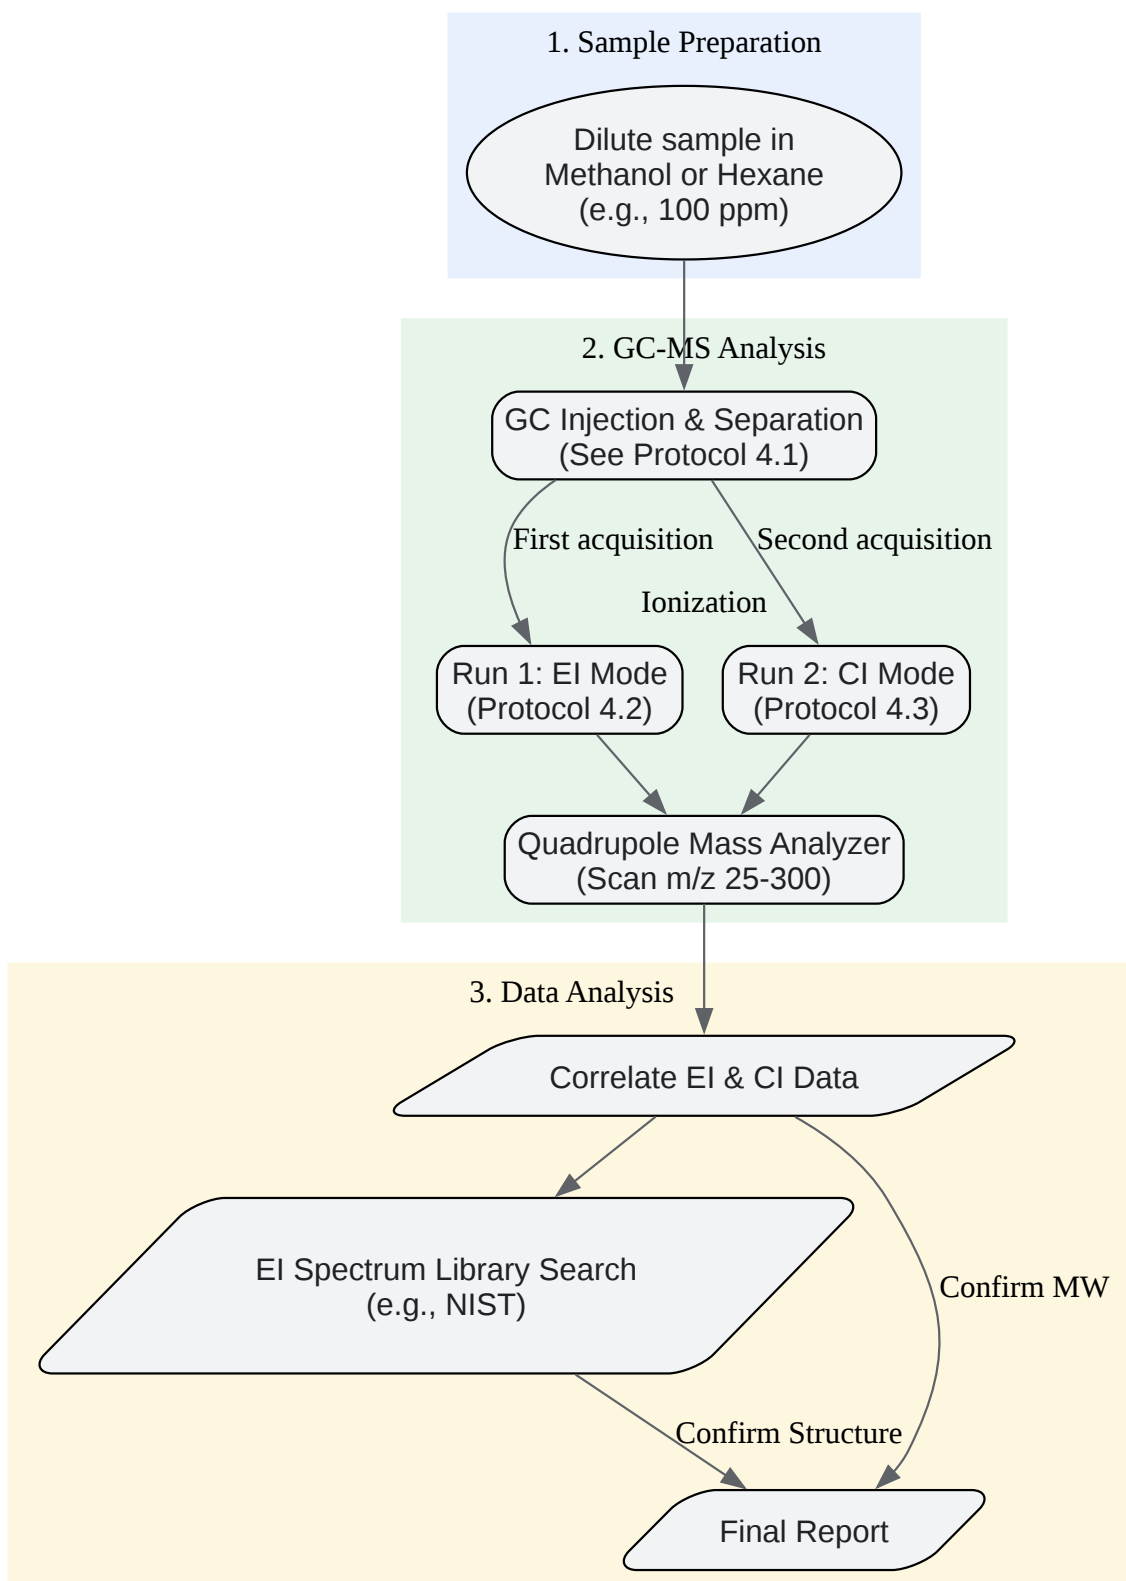 1. Sample Preparation
Dilute sample in
Methanol or Hexane
(e.g., 100 ppm)
2. GC-MS Analysis
GC Injection & Separation
(See Protocol 4.1)
First acquisition
Second acquisition
Ionization
Run 1: EI Mode
(Protocol 4.2)
Run 2: CI Mode
(Protocol 4.3)
Quadrupole Mass Analyzer
(Scan m/z 25-300)
3. Data Analysis
Correlate EI & CI Data
EI Spectrum Library Search
(e.g., NIST)
Confirm MW
Confirm Structure
Final Report